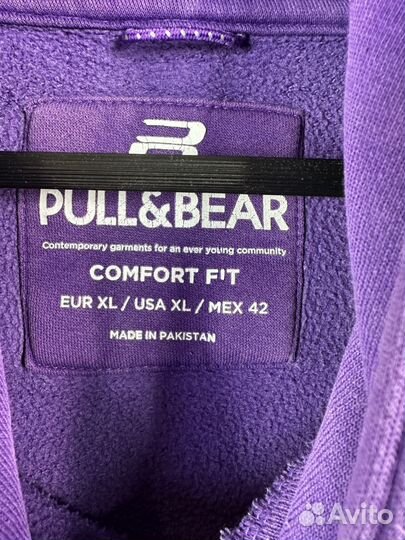 PULL&BEAR
Contemporary garments for an ever young community
COMFORT FIT
EUR XL / USA XL / MEX 42
MADE IN PAKISTAN
Avito